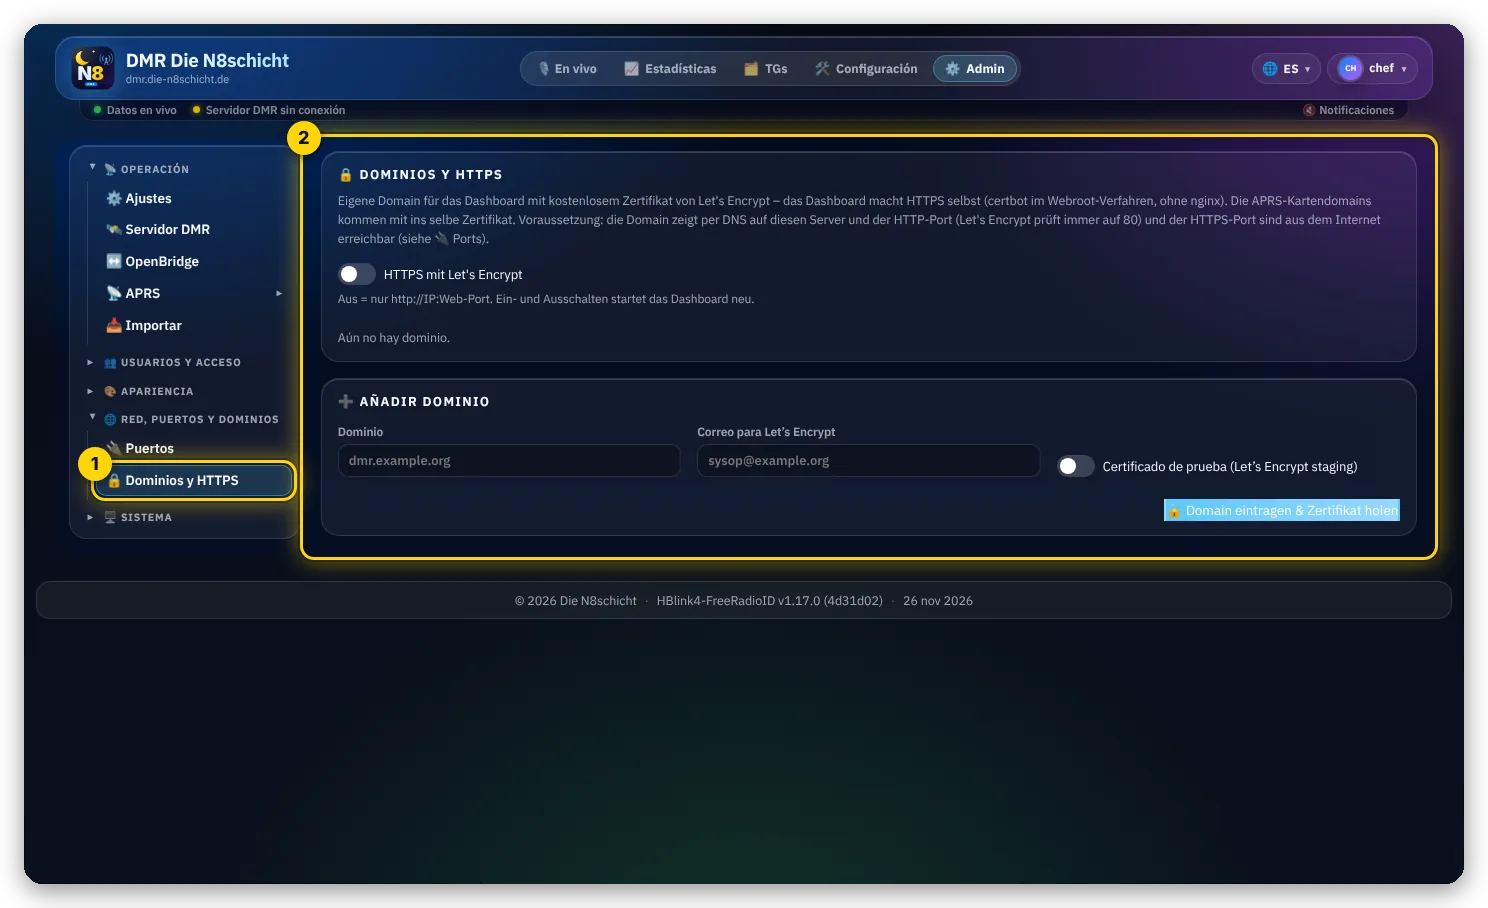 N8
DMR Die N8schicht
dmr.die-n8schicht.de
En vivo
Estadísticas
TGs
Configuración
Admin
ES
CH
chef
Datos en vivo
Servidor DMR sin conexión
Notificaciones
OPERACIÓN
Ajustes
Servidor DMR
OpenBridge
APRS
Importar
USUARIOS Y ACCESO
APARIENCIA
RED, PUERTOS Y DOMINIOS
Puertos
1
Dominios y HTTPS
SISTEMA
2
DOMINIOS Y HTTPS
Eigene Domain für das Dashboard mit kostenlosem Zertifikat von Let's Encrypt – das Dashboard macht HTTPS selbst (certbot im Webroot-Verfahren, ohne nginx). Die APRS-Kartendomains
kommen mit ins selbe Zertifikat. Voraussetzung: die Domain zeigt per DNS auf diesen Server und der HTTP-Port (Let's Encrypt prüft immer auf 80) und der HTTPS-Port sind aus dem Internet
erreichbar (siehe 🔌 Ports).
HTTPS mit Let's Encrypt
Aus = nur http://IP:Web-Port. Ein- und Ausschalten startet das Dashboard neu.
Aún no hay dominio.
AÑADIR DOMINIO
Dominio
dmr.example.org
Correo para Let’s Encrypt
sysop@example.org
Certificado de prueba (Let’s Encrypt staging)
Domain eintragen & Zertifikat holen
© 2026 Die N8schicht · HBlink4-FreeRadioID v1.17.0 (4d31d02) · 26 nov 2026